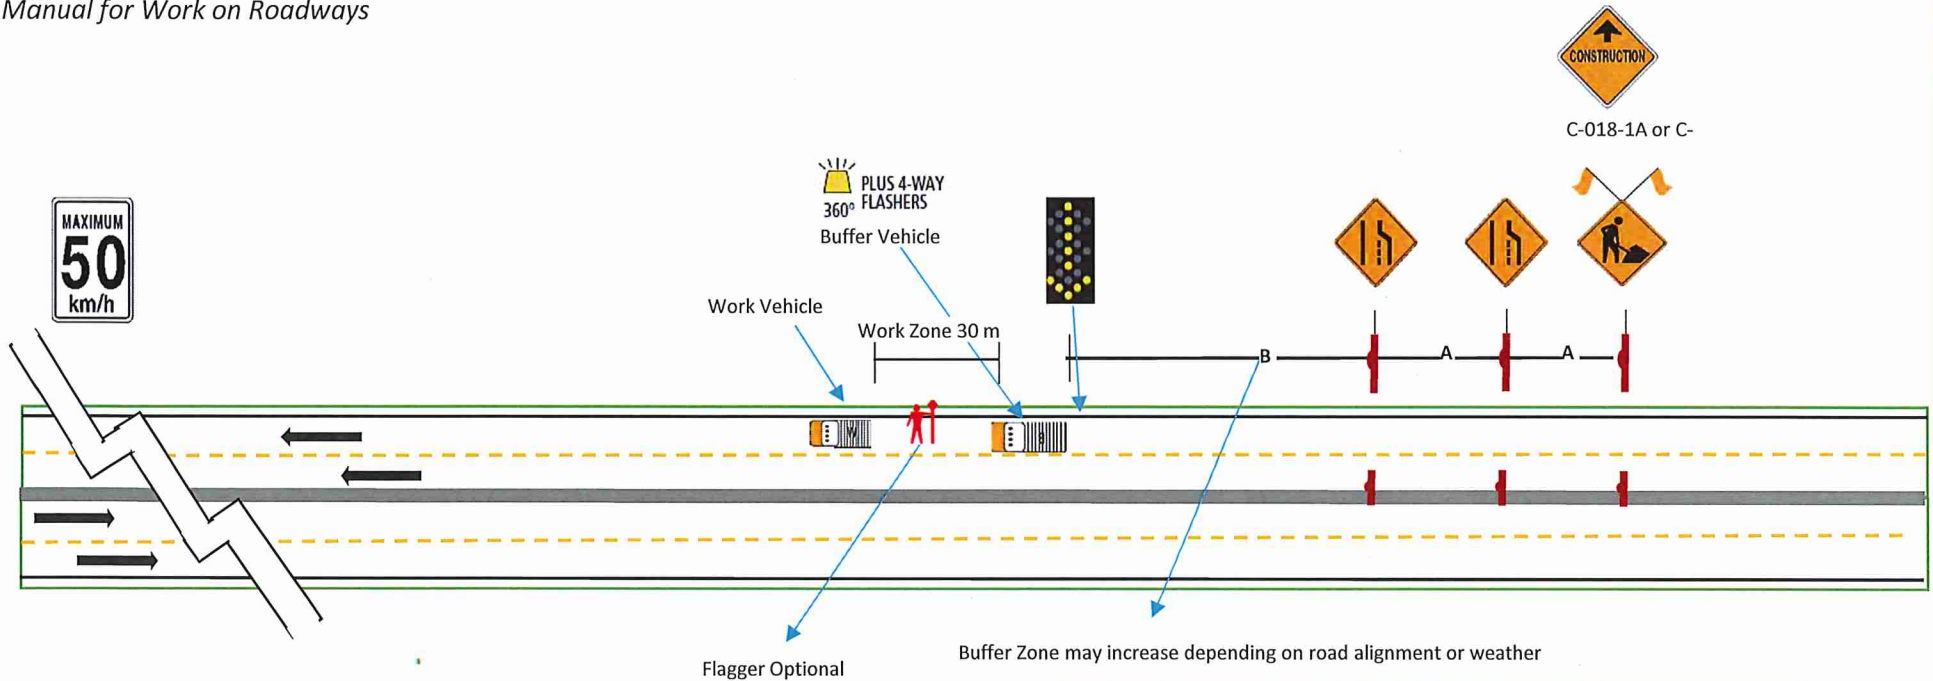 Manual for Work on Roadways
CONSTRUCTION
C-018-1A or C-
PLUS 4-WAY
FLASHERS
360°
Buffer Vehicle
MAXIMUM
50
km/h
Work Vehicle
Work Zone 30 m
B
A
A
W
B
Flagger Optional
Buffer Zone may increase depending on road alignment or weather